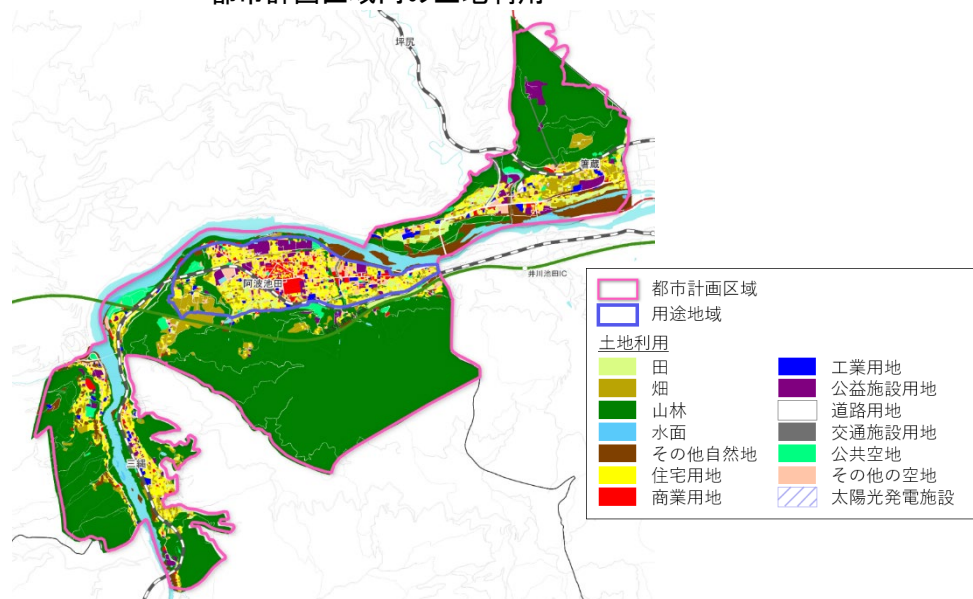 都市計画区域内の土地利用
坪尻
箸蔵
阿波池田
井川池田IC
三縄
都市計画区域
用途地域
土地利用
田
畑
山林
水面
その他自然地
住宅用地
商業用地
工業用地
公益施設用地
道路用地
交通施設用地
公共空地
その他の空地
太陽光発電施設